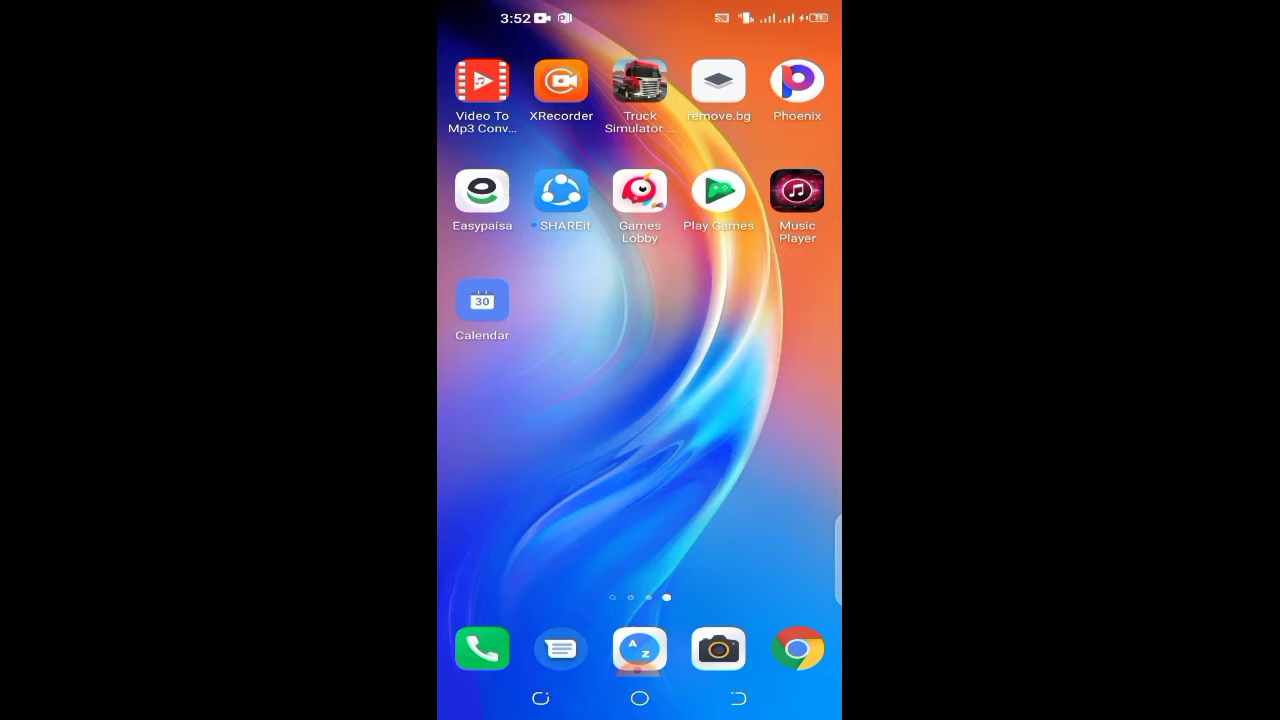 3:52
71
Video To
Mp3 Conv...
XRecorder
Truck
Simulator ...
remove.bg
Phoenix
Easypaisa
SHAREit
Games
Lobby
Play Games
Music
Player
30
Calendar
A
Z